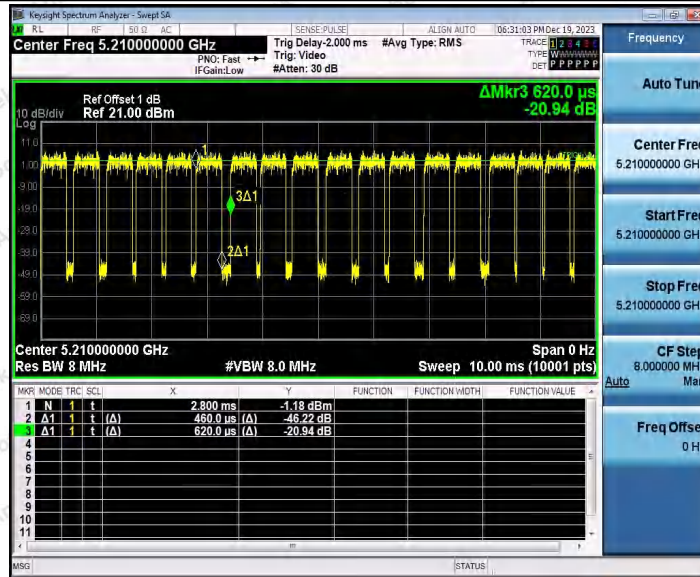 Keysight Spectrum Analyzer - Swept SA
RL RF 50 Ω AC SENSE:PULSE ALIGN AUTO 06:31:03 PM Dec 19, 2023
Center Freq 5.210000000 GHz
PNO: Fast
IFGain:Low
Trig Delay-2.000 ms
Trig: Video
#Atten: 30 dB
#Avg Type: RMS
TRACE 1 2 3 4 5 6
TYPE W
DET P P P P P P
Frequency
Auto Tune
Center Freq
5.210000000 GH
Start Freq
5.210000000 GH
Stop Freq
5.210000000 GH
CF Step
8.000000 MH
Auto Ma
Freq Offse
0 H
ΔMkr3 620.0 µs
-20.94 dB
Ref Offset 1 dB
10 dB/div Ref 21.00 dBm
Log
11.0
1.00
-9.00
-19.0
-29.0
-39.0
-49.0
-59.0
-69.0
1
3Δ1
2Δ1
Center 5.210000000 GHz Span 0 Hz
Res BW 8 MHz #VBW 8.0 MHz Sweep 10.00 ms (10001 pts)
MKR MODE TRC SCL X Y FUNCTION FUNCTION WIDTH FUNCTION VALUE
1 N 1 t 2.800 ms -1.18 dBm
2 Δ1 1 t (Δ) 460.0 µs (Δ) -46.22 dB
3 Δ1 1 t (Δ) 620.0 µs (Δ) -20.94 dB
4
5
6
7
8
9
10
11
MSG STATUS